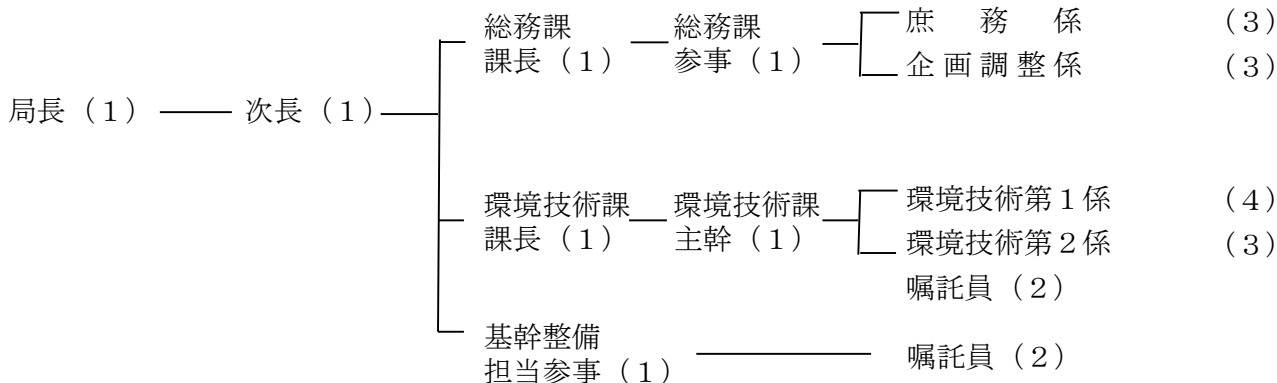 総務課　総務課　庶　務　係　（３）
課長（１）　参事（１）　企画調整係　（３）
局長（１）　次長（１）
環境技術課　環境技術課　環境技術第１係　（４）
課長（１）　主幹（１）　環境技術第２係　（３）
嘱託員（２）
基幹整備
担当参事（１）　嘱託員（２）